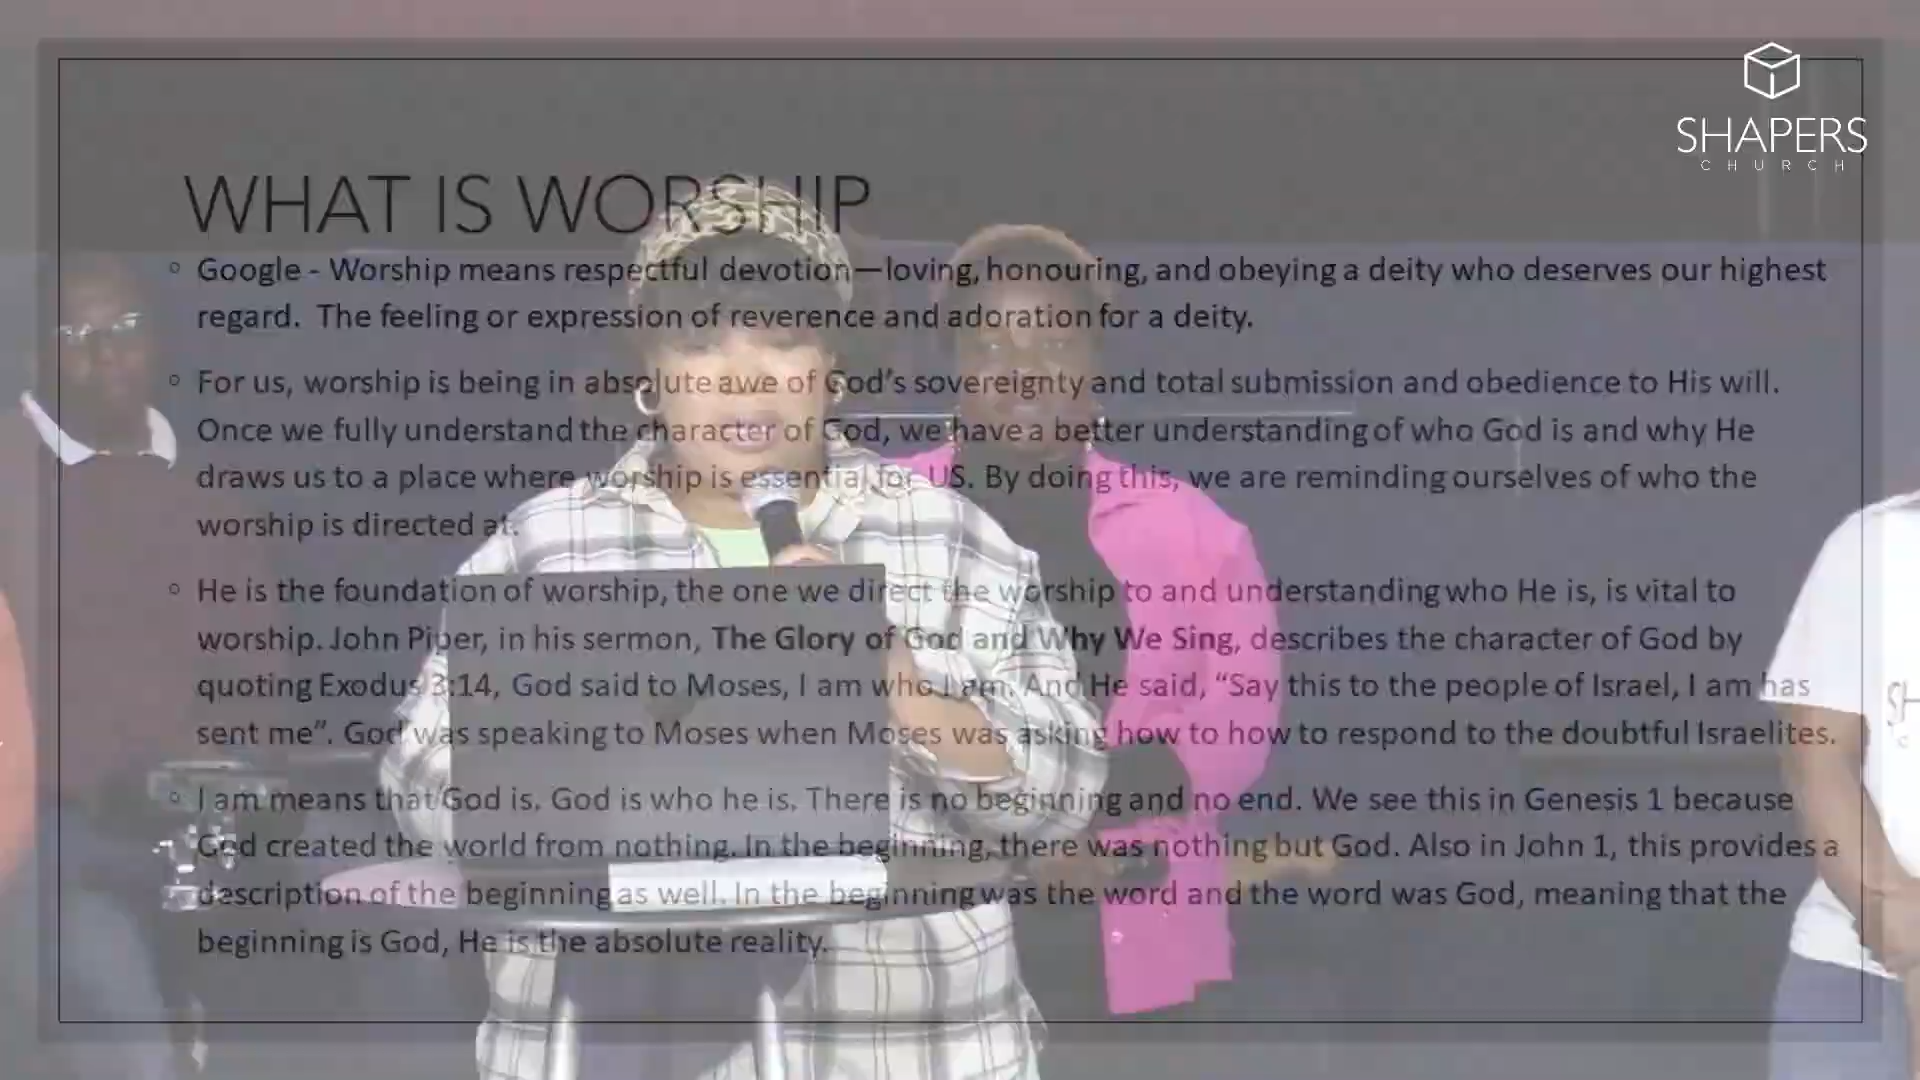 SHAPERS
CHURCH
WHAT IS WORSHIP
◦ Google - Worship means respectful devotion—loving, honouring, and obeying a deity who deserves our highest
regard. The feeling or expression of reverence and adoration for a deity.
◦ For us, worship is being in absolute awe of God's sovereignty and total submission and obedience to His will.
Once we fully understand the character of God, we have a better understanding of who God is and why He
draws us to a place where worship is essential for US. By doing this, we are reminding ourselves of who the
worship is directed at.
◦ He is the foundation of worship, the one we direct the worship to and understanding who He is, is vital to
worship. John Piper, in his sermon, The Glory of God and Why We Sing, describes the character of God by
quoting Exodus 3:14, God said to Moses, I am who I am. And He said, “Say this to the people of Israel, I am has
sent me”. God was speaking to Moses when Moses was asking how to how to respond to the doubtful Israelites.
◦ I am means that God is. God is who he is. There is no beginning and no end. We see this in Genesis 1 because
God created the world from nothing. In the beginning, there was nothing but God. Also in John 1, this provides a
description of the beginning as well. In the beginning was the word and the word was God, meaning that the
beginning is God, He is the absolute reality.